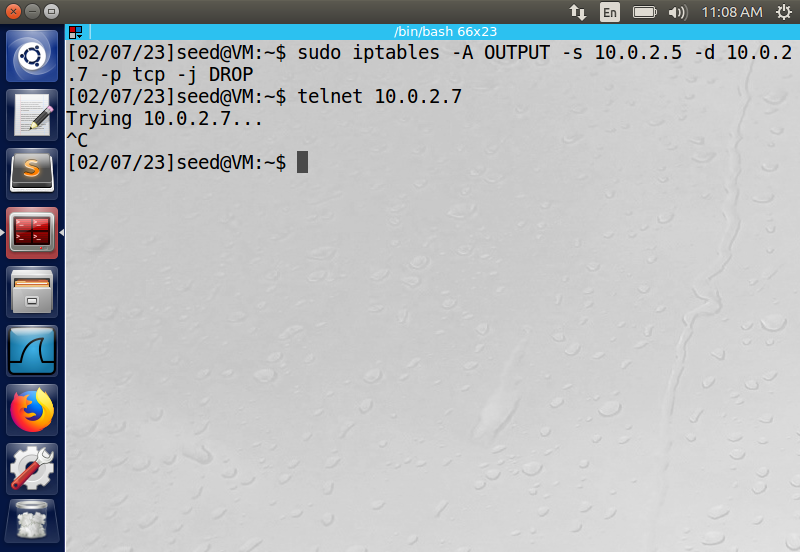 En
11:08 AM
/bin/bash 66x23
[02/07/23]seed@VM:~$ sudo iptables -A OUTPUT -s 10.0.2.5 -d 10.0.2
.7 -p tcp -j DROP
[02/07/23]seed@VM:~$ telnet 10.0.2.7
Trying 10.0.2.7...
^C
[02/07/23]seed@VM:~$